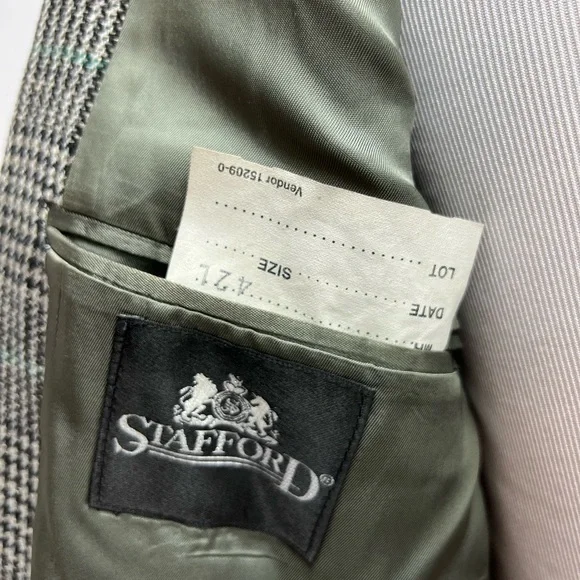 Vendor 15209-0
LOT
SIZE 42L
DATE
STAFFORD®